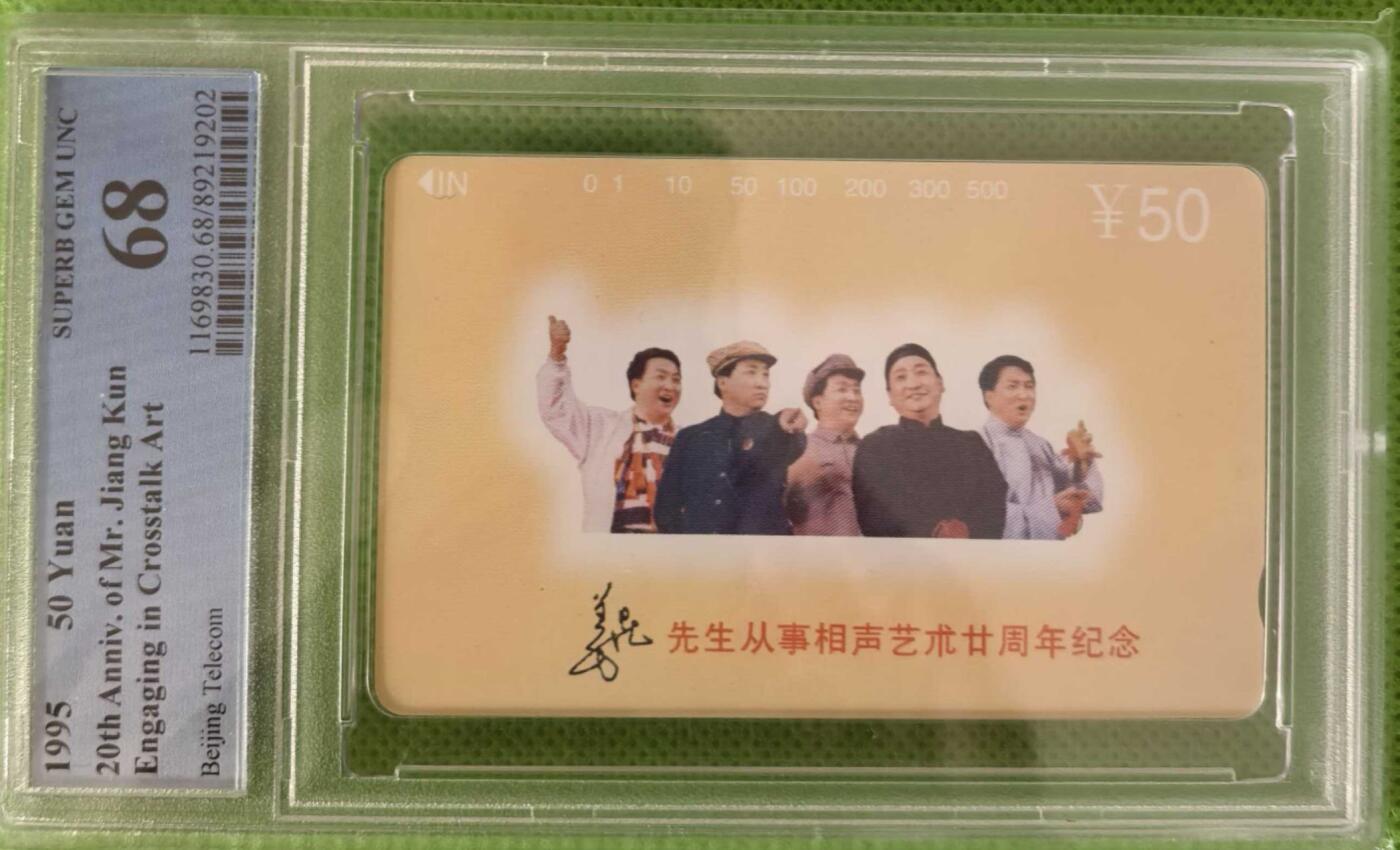 1995 50 Yuan SUPERB GEM UNC
20th Anniv. of Mr. Jiang Kun 68
Engaging in Crosstalk Art
Beijing Telecom 1169830.68/89219202
IN 0 1 10 50 100 200 300 500 ¥50
姜昆 先生从事相声艺术廿周年纪念